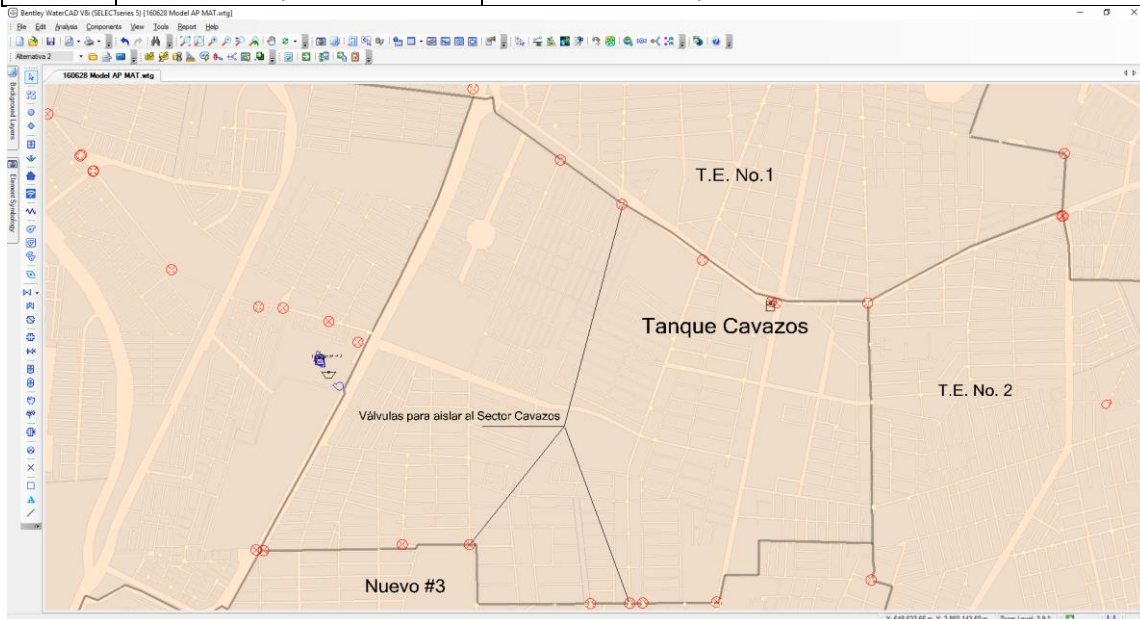 Bentley WaterCAD V8i (SELECTseries 5) [160628 Model AP MAT.wtg]
File Edit Analysis Components View Tools Report Help
Alternativa 2
160628 Model AP MAT.wtg
Background Layers
Element Symbology
T.E. No.1
Tanque Cavazos
T.E. No. 2
Válvulas para aislar al Sector Cavazos
Nuevo #3